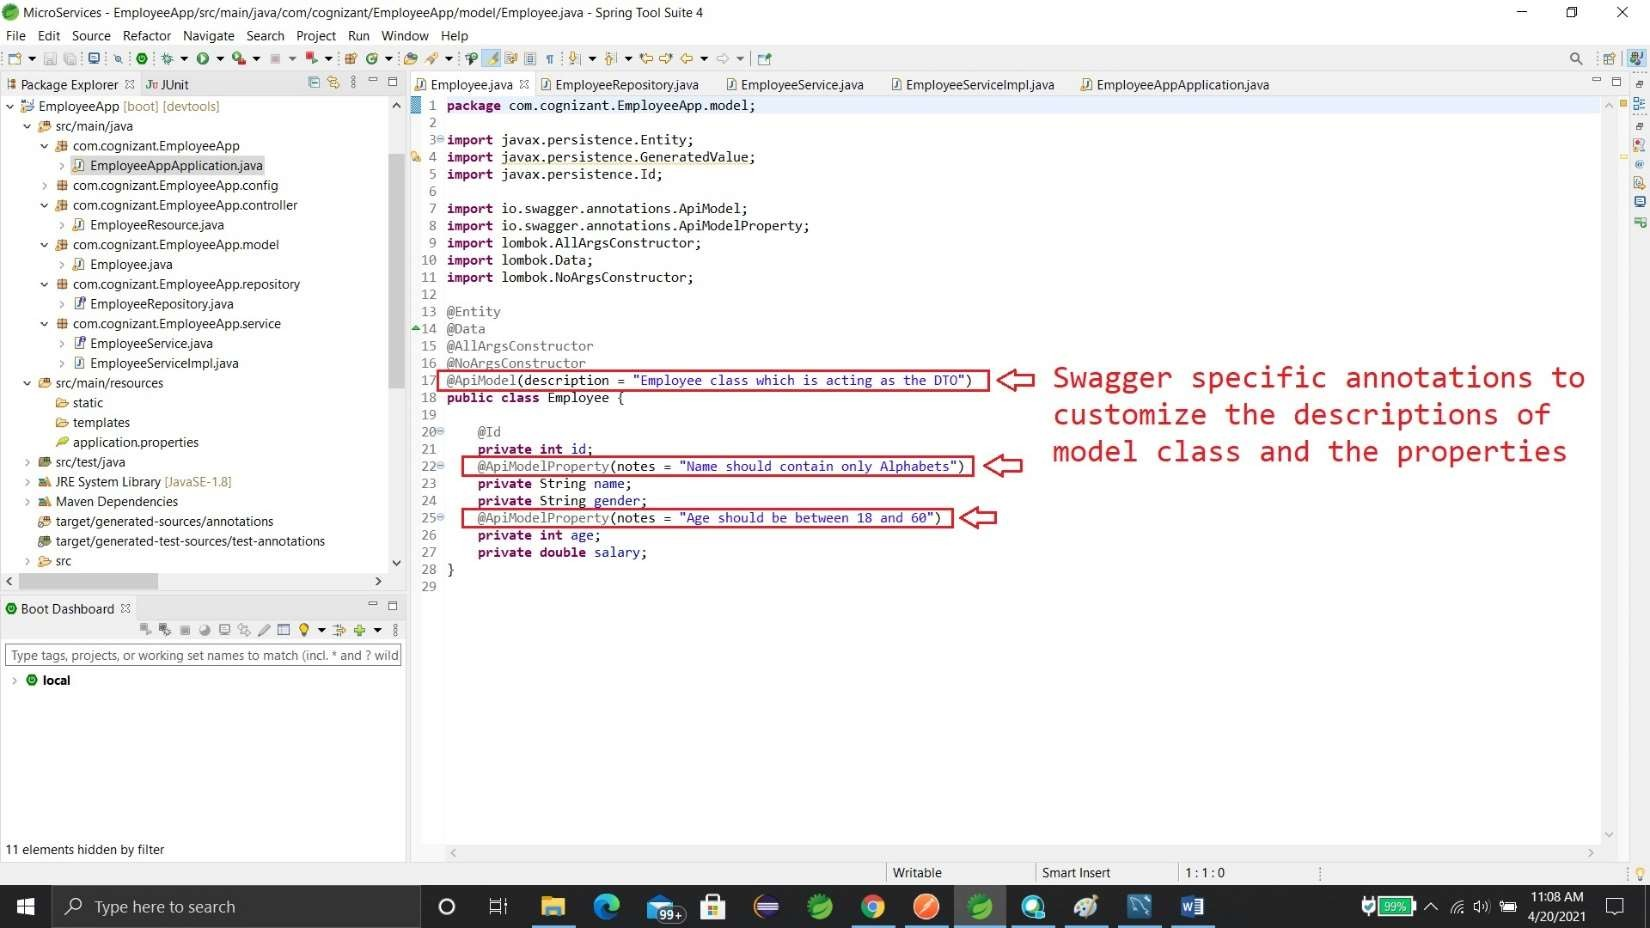 MicroServices - EmployeeApp/src/main/java/com/cognizant/EmployeeApp/model/Employee.java - Spring Tool Suite 4
File Edit Source Refactor Navigate Search Project Run Window Help
Package Explorer JUnit
EmployeeApp [boot] [devtools]
src/main/java
com.cognizant.EmployeeApp
EmployeeAppApplication.java
com.cognizant.EmployeeApp.config
com.cognizant.EmployeeApp.controller
EmployeeResource.java
com.cognizant.EmployeeApp.model
Employee.java
com.cognizant.EmployeeApp.repository
EmployeeRepository.java
com.cognizant.EmployeeApp.service
EmployeeService.java
EmployeeServiceImpl.java
src/main/resources
static
templates
application.properties
src/test/java
JRE System Library [JavaSE-1.8]
Maven Dependencies
target/generated-sources/annotations
target/generated-test-sources/test-annotations
src
Boot Dashboard
Type tags, projects, or working set names to match (incl. * and ? wild
local
11 elements hidden by filter
Employee.java EmployeeRepository.java EmployeeService.java EmployeeServiceImpl.java EmployeeAppApplication.java
1 package com.cognizant.EmployeeApp.model;
2
3 import javax.persistence.Entity;
4 import javax.persistence.GeneratedValue;
5 import javax.persistence.Id;
6
7 import io.swagger.annotations.ApiModel;
8 import io.swagger.annotations.ApiModelProperty;
9 import lombok.AllArgsConstructor;
10 import lombok.Data;
11 import lombok.NoArgsConstructor;
12
13 @Entity
14 @Data
15 @AllArgsConstructor
16 @NoArgsConstructor
17 @ApiModel(description = "Employee class which is acting as the DTO")
18 public class Employee {
19
20 @Id
21 private int id;
22 @ApiModelProperty(notes = "Name should contain only Alphabets")
23 private String name;
24 private String gender;
25 @ApiModelProperty(notes = "Age should be between 18 and 60")
26 private int age;
27 private double salary;
28 }
29
Swagger specific annotations to
customize the descriptions of
model class and the properties
Writable Smart Insert 1 : 1 : 0
Type here to search
99+
99%
11:08 AM
4/20/2021